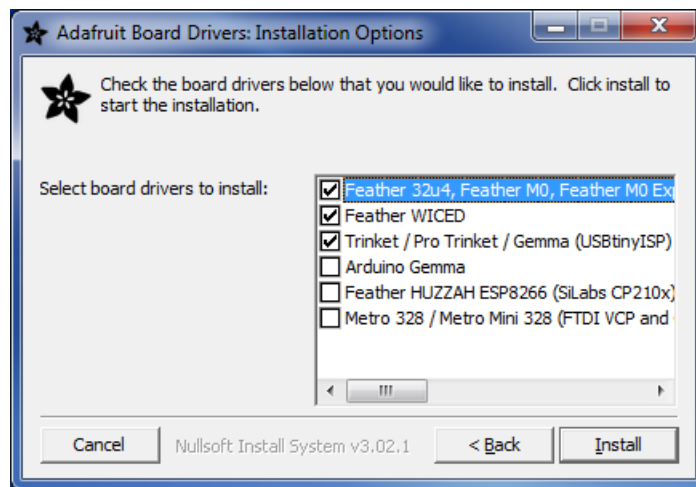 Adafruit Board Drivers: Installation Options
Check the board drivers below that you would like to install. Click install to
start the installation.
Select board drivers to install:
Feather 32u4, Feather M0, Feather M0
Feather WICED
Trinket / Pro Trinket / Gemma (USBtinyISP)
Arduino Gemma
Feather HUZZAH ESP8266 (SiLabs CP210x)
Metro 328 / Metro Mini 328 (FTDI VCP and
Cancel
Nullsoft Install System v3.02.1
< Back
Install